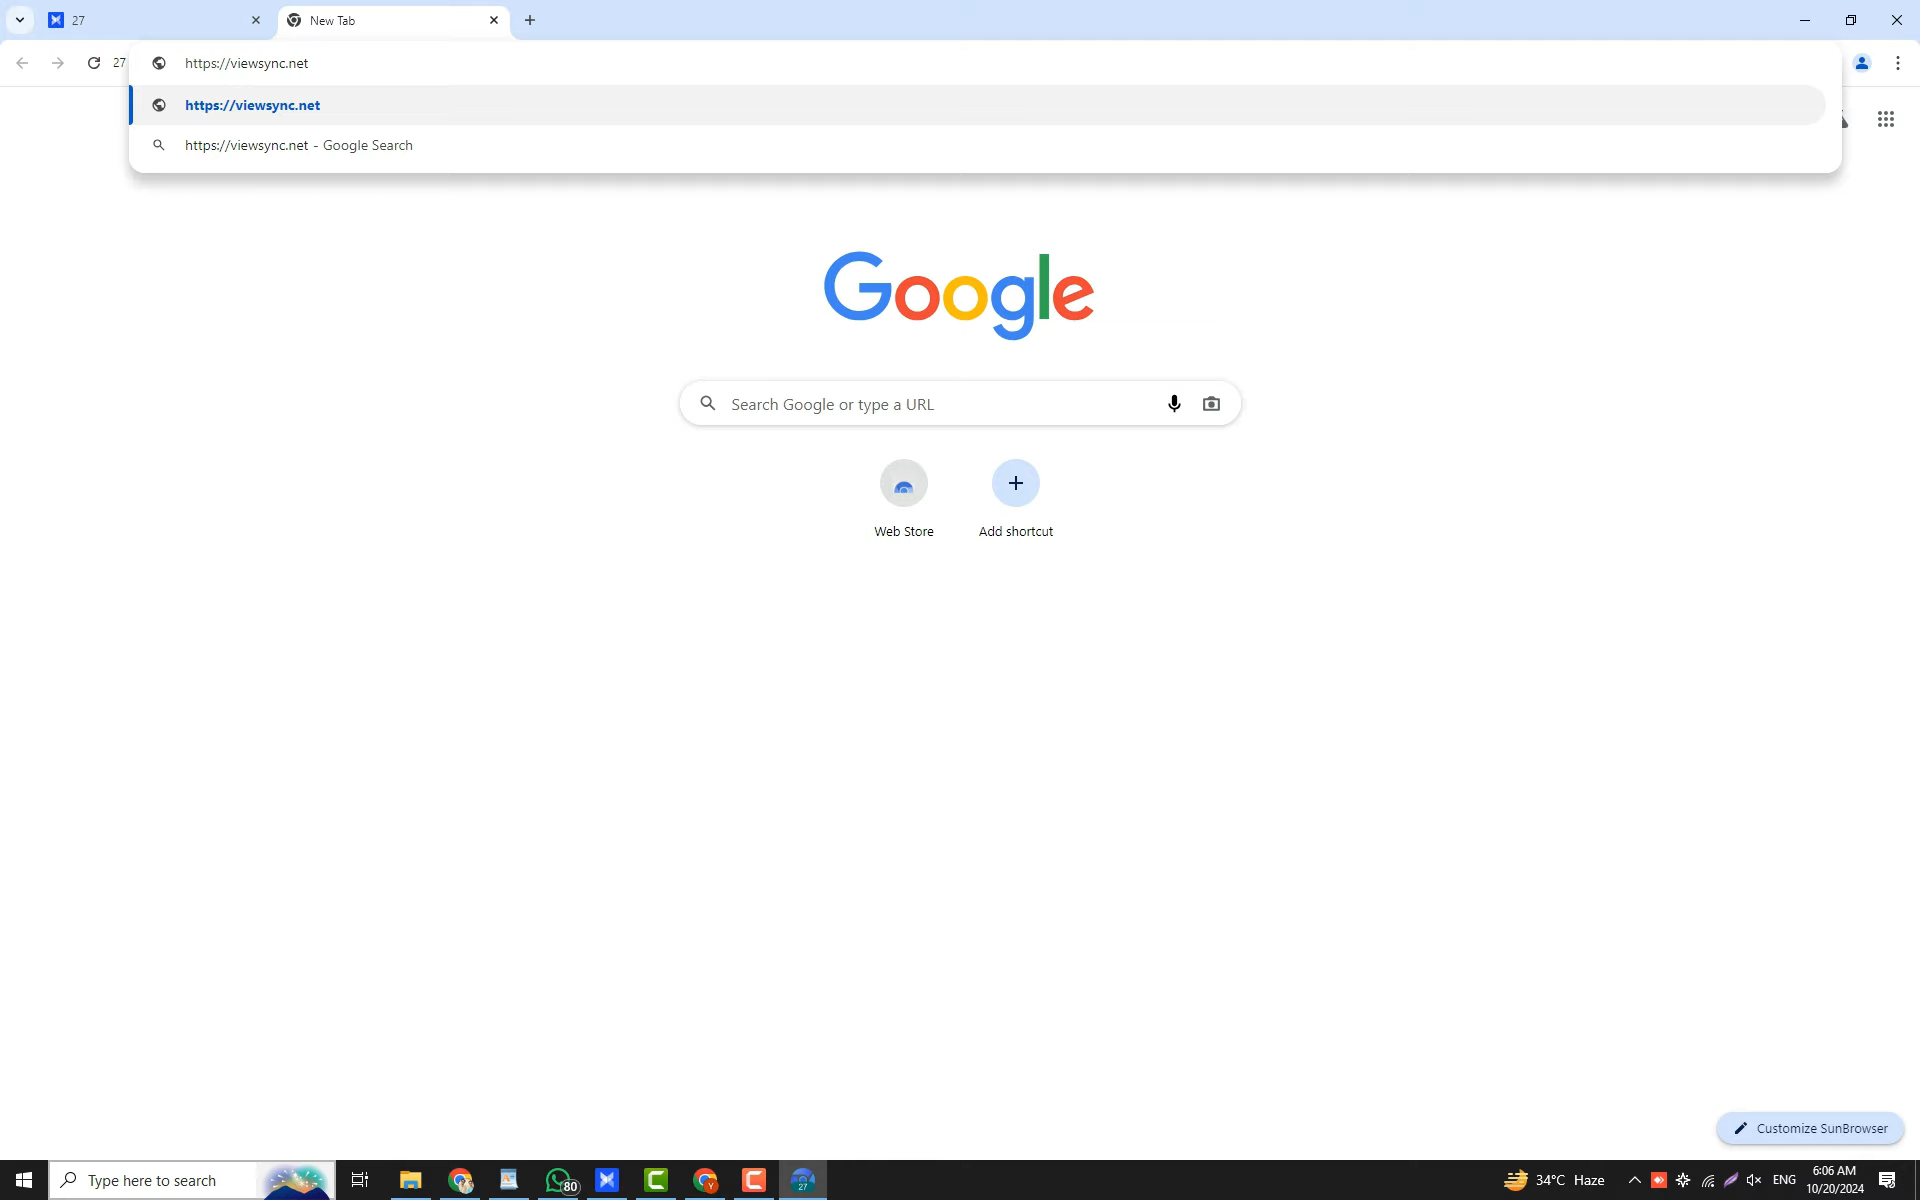 27
New Tab
27
https://viewsync.net
https://viewsync.net
https://viewsync.net - Google Search
Google
Search Google or type a URL
Web Store
Add shortcut
Customize SunBrowser
Type here to search
80
27
34°C Haze
ENG
6:06 AM
10/20/2024